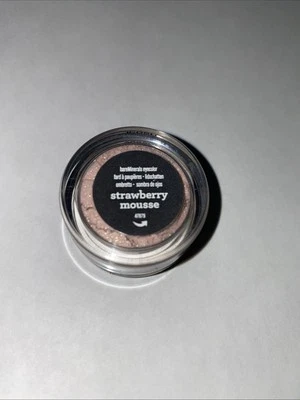 bareMinerals eyecolor
fard à paupières • lidschatten
ombretto • sombra de ojos
strawberry
mousse